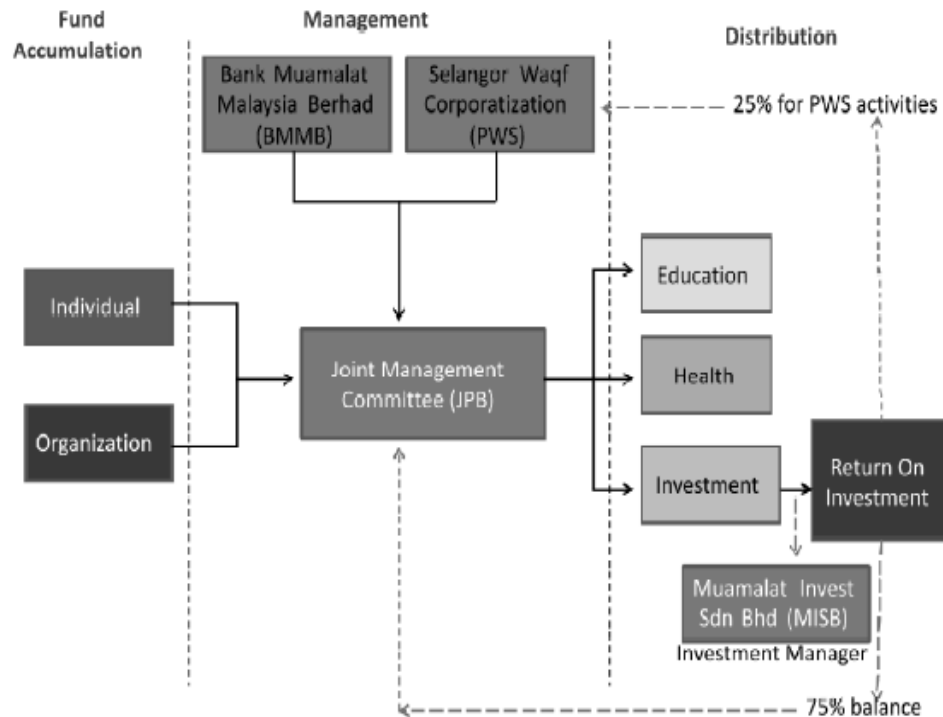 Fund
Accumulation
Management
Distribution
Bank Muamalat
Malaysia Berhad
(BMMB)
Selangor Waqf
Corporatization
(PWS)
25% for PWS activities
Individual
Organization
Joint Management
Committee (JPB)
Education
Health
Investment
Return On
Investment
Muamalat Invest
Sdn Bhd (MISB)
Investment Manager
75% balance